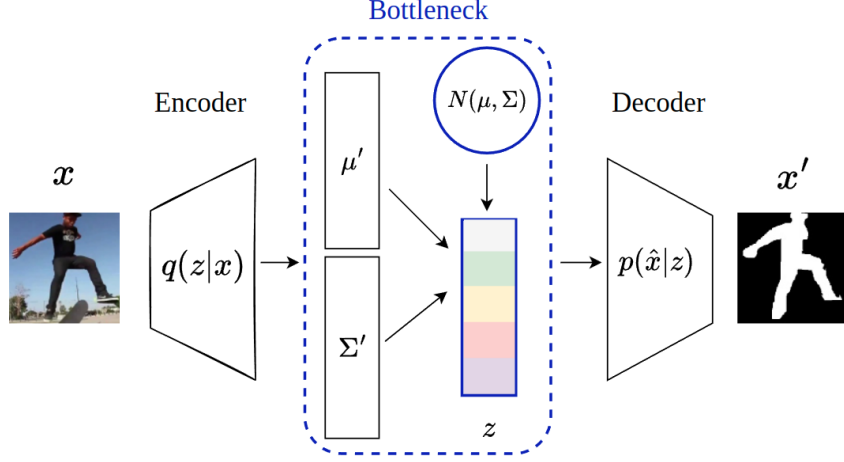 Bottleneck
Encoder
Decoder
N(μ, Σ)
x
μ′
x′
q(z|x)
p(x̂|z)
Σ′
z